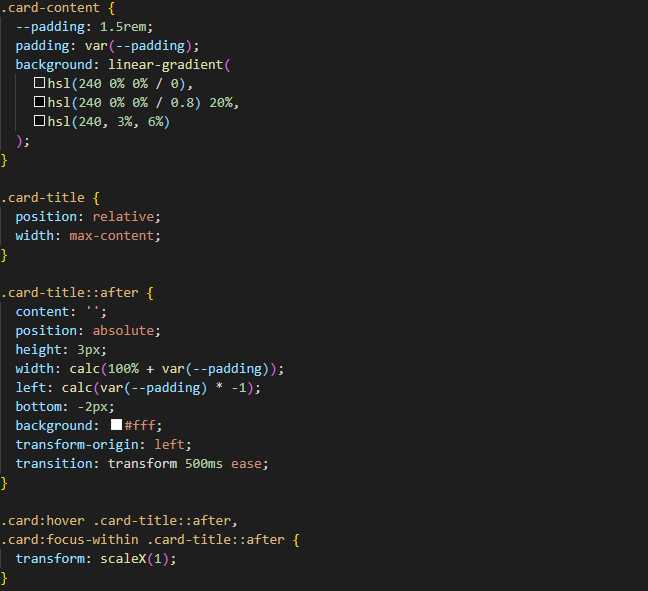 .card-content {
  --padding: 1.5rem;
  padding: var(--padding);
  background: linear-gradient(
    hsl(240 0% 0% / 0),
    hsl(240 0% 0% / 0.8) 20%,
    hsl(240, 3%, 6%)
  );
}

.card-title {
  position: relative;
  width: max-content;
}

.card-title::after {
  content: '';
  position: absolute;
  height: 3px;
  width: calc(100% + var(--padding));
  left: calc(var(--padding) * -1);
  bottom: -2px;
  background: #fff;
  transform-origin: left;
  transition: transform 500ms ease;
}

.card:hover .card-title::after,
.card:focus-within .card-title::after {
  transform: scaleX(1);
}